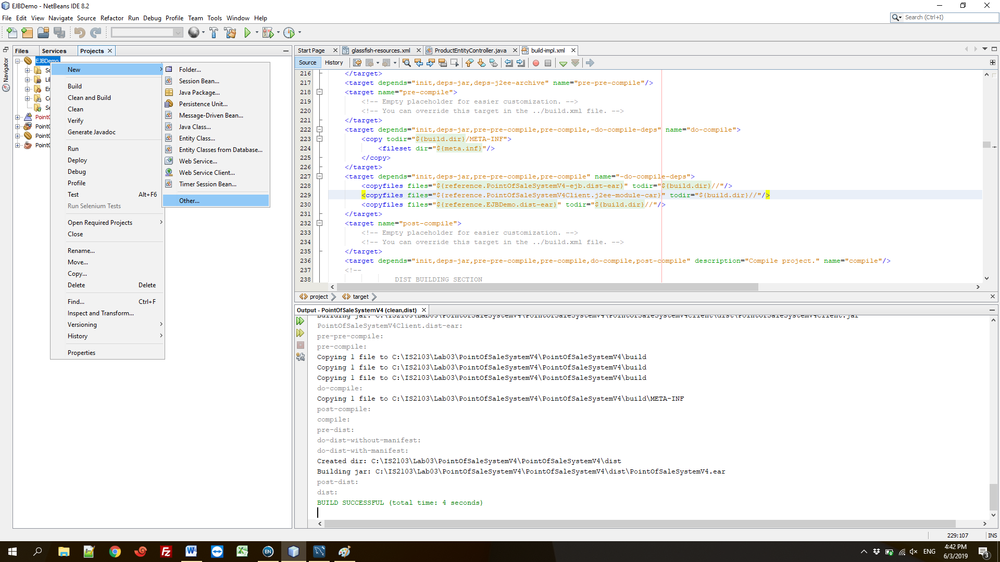 EJBDemo - NetBeans IDE 8.2
File Edit View Navigate Source Refactor Run Debug Profile Team Tools Window Help
Search (Ctrl+I)
Files Services Projects
Navigator
EJBDemo
New
Build
Clean and Build
Clean
Verify
Generate Javadoc
Run
Deploy
Debug
Profile
Test Alt+F6
Run Selenium Tests
Open Required Projects
Close
Rename...
Move...
Copy...
Delete Delete
Find... Ctrl+F
Inspect and Transform...
Versioning
History
Properties
Folder...
Session Bean...
Java Package...
Persistence Unit...
Message-Driven Bean...
Java Class...
Entity Class...
Entity Classes from Database...
Web Service...
Web Service Client...
Timer Session Bean...
Other...
Start Page glassfish-resources.xml ProductEntityController.java build-impl.xml
Source History
216 </target>
217 <target depends="init,deps-jar,deps-j2ee-archive" name="pre-pre-compile"/>
218 <target name="pre-compile">
219 <!-- Empty placeholder for easier customization. -->
220 <!-- You can override this target in the ../build.xml file. -->
221 </target>
222 <target depends="init,deps-jar,pre-pre-compile,pre-compile,-do-compile-deps" name="do-compile">
223 <copy todir="${build.dir}/META-INF">
224 <fileset dir="${meta.inf}"/>
225 </copy>
226 </target>
227 <target depends="init,deps-jar,pre-pre-compile,pre-compile" name="-do-compile-deps">
228 <copyfiles files="${reference.PointOfSaleSystemV4-ejb.dist-ear}" todir="${build.dir}//"/>
229 <copyfiles files="${reference.PointOfSaleSystemV4Client.j2ee-module-car}" todir="${build.dir}//"/>
230 <copyfiles files="${reference.EJBDemo.dist-ear}" todir="${build.dir}//"/>
231 </target>
232 <target name="post-compile">
233 <!-- Empty placeholder for easier customization. -->
234 <!-- You can override this target in the ../build.xml file. -->
235 </target>
236 <target depends="init,deps-jar,pre-pre-compile,pre-compile,do-compile,post-compile" description="Compile project." name="compile"/>
237 <!--
238 DIST BUILDING SECTION
project target
Output - PointOfSaleSystemV4 (clean,dist)
Building jar: C:\IS2103\Lab03\PointOfSaleSystemV4\PointOfSaleSystemV4\PointOfSaleSystemV4Client\dist\PointOfSaleSystemV4Client.jar
PointOfSaleSystemV4Client.dist-ear:
pre-pre-compile:
pre-compile:
Copying 1 file to C:\IS2103\Lab03\PointOfSaleSystemV4\PointOfSaleSystemV4\build
Copying 1 file to C:\IS2103\Lab03\PointOfSaleSystemV4\PointOfSaleSystemV4\build
Copying 1 file to C:\IS2103\Lab03\PointOfSaleSystemV4\PointOfSaleSystemV4\build
do-compile:
Copying 1 file to C:\IS2103\Lab03\PointOfSaleSystemV4\PointOfSaleSystemV4\build\META-INF
post-compile:
compile:
pre-dist:
do-dist-without-manifest:
do-dist-with-manifest:
Created dir: C:\IS2103\Lab03\PointOfSaleSystemV4\PointOfSaleSystemV4\dist
Building jar: C:\IS2103\Lab03\PointOfSaleSystemV4\PointOfSaleSystemV4\dist\PointOfSaleSystemV4.ear
post-dist:
dist:
BUILD SUCCESSFUL (total time: 4 seconds)
229:107 INS
EN
ENG
4:42 PM
6/3/2019
3